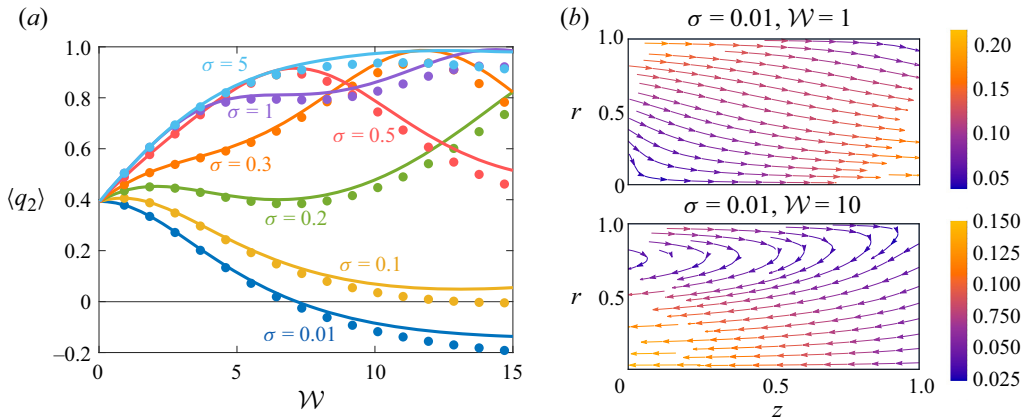 (a)
1.0
0.8
0.6
0.4
0.2
0
−0.2
⟨q₂⟩
σ = 5
σ = 1
σ = 0.5
σ = 0.3
σ = 0.2
σ = 0.1
σ = 0.01
0 5 10 15
𝒲
(b)
σ = 0.01, 𝒲 = 1
1.0
r 0.5
0
0.20
0.15
0.10
0.05
σ = 0.01, 𝒲 = 10
1.0
r 0.5
0 0.5 1.0
z
0.150
0.125
0.100
0.075
0.050
0.025